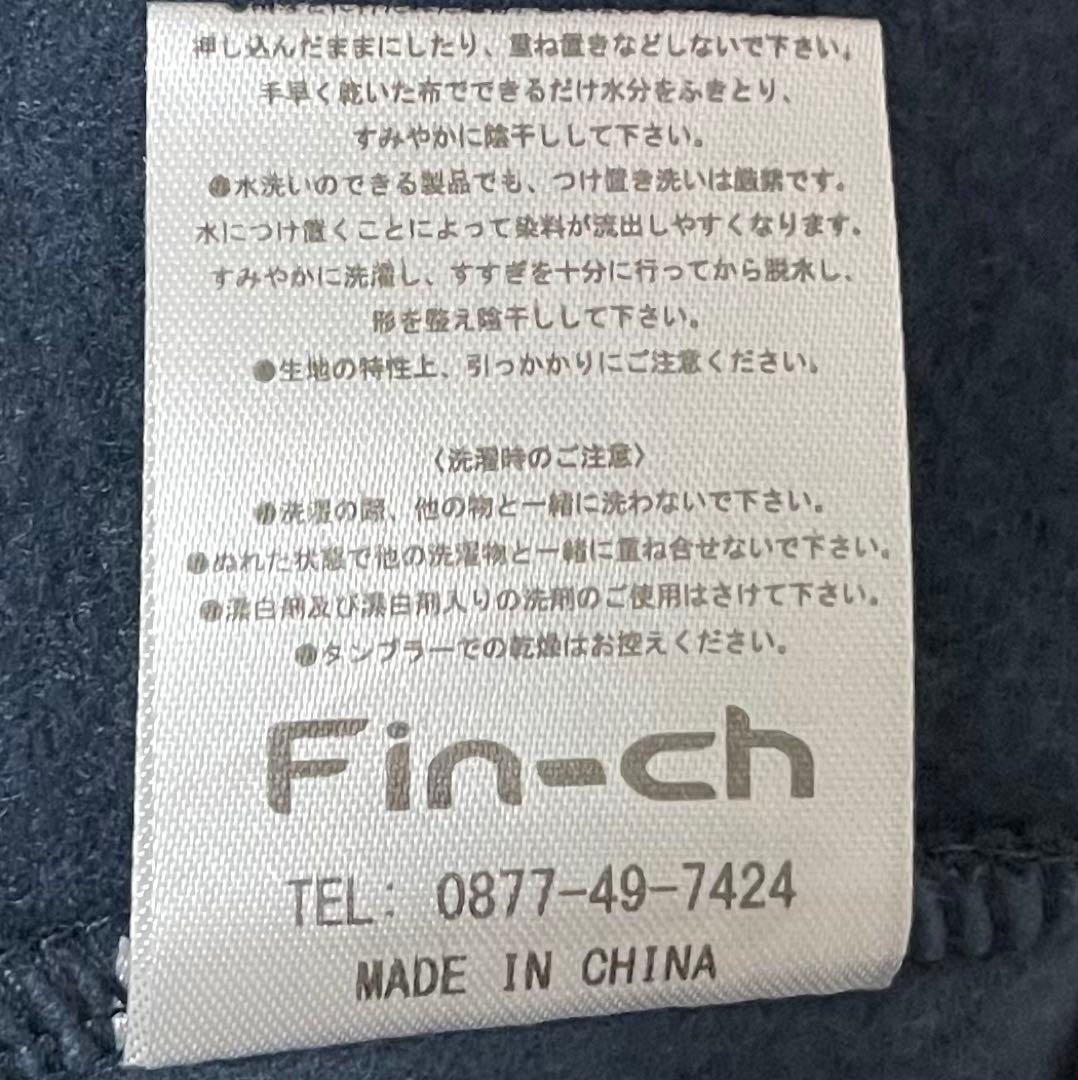 押し込んだままにしたり、重ね置きなどしないで下さい。
手早く乾いた布でできるだけ水分をふきとり、
すみやかに陰干しして下さい。
●水洗いのできる製品でも、つけ置き洗いは厳禁です。
水につけ置くことによって染料が流出しやすくなります。
すみやかに洗濯し、すすぎを十分に行ってから脱水し、
形を整え陰干しして下さい。
●生地の特性上、引っかかりにご注意ください。
〈洗濯時のご注意〉
●洗濯の際、他の物と一緒に洗わないで下さい。
●ぬれた状態で他の洗濯物と一緒に重ね合せないで下さい。
●漂白剤及び漂白剤入りの洗剤のご使用はさけて下さい。
●タンブラーでの乾燥はお控えください。
Fin-ch
TEL: 0877-49-7424
MADE IN CHINA